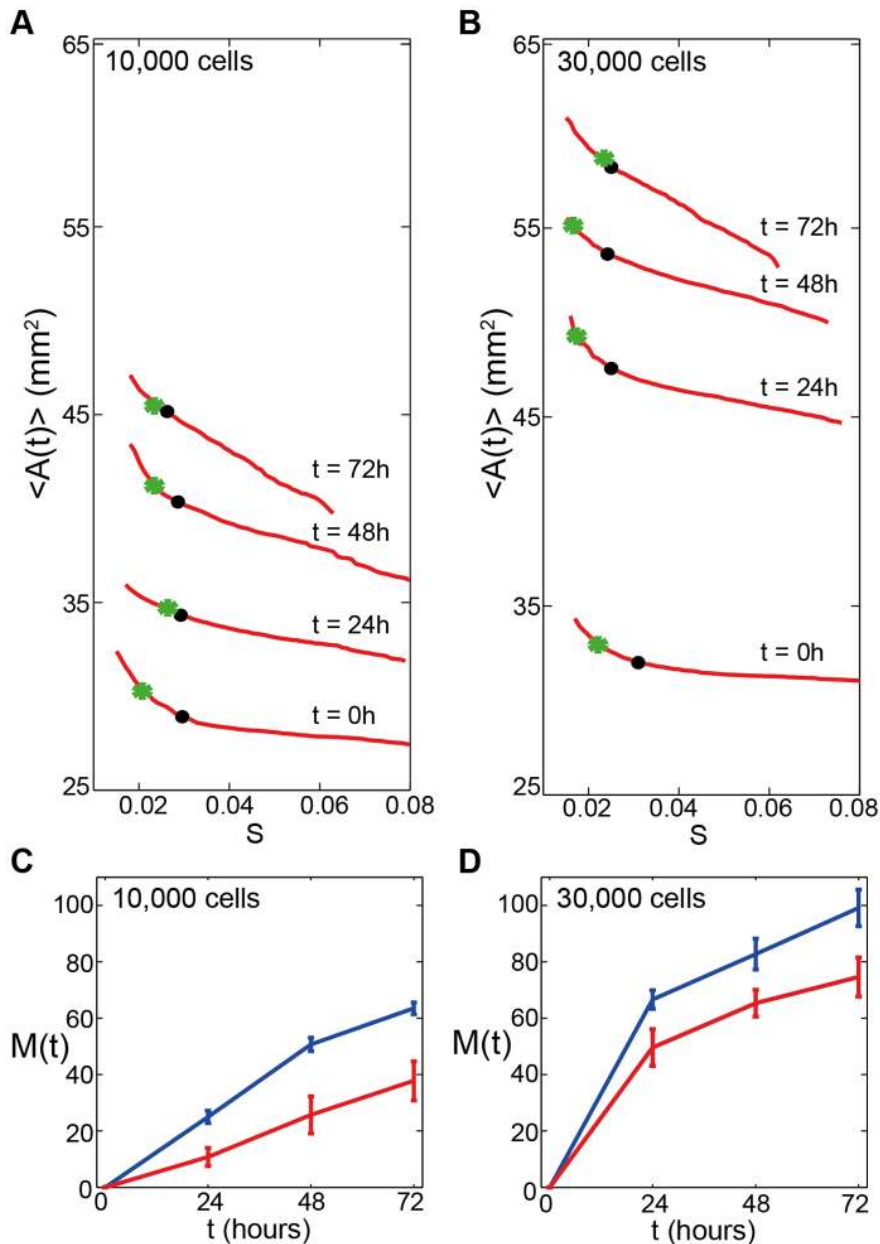 A
B
65
10,000 cells
55
<A(t)> (mm²)
45
t = 72h
t = 48h
35
t = 24h
t = 0h
25
0.02
0.04
0.06
0.08
S
65
30,000 cells
55
t = 72h
t = 48h
<A(t)> (mm²)
45
t = 24h
35
t = 0h
25
0.02
0.04
0.06
0.08
S
C
10,000 cells
100
80
60
M(t)
40
20
0
0
24
48
72
t (hours)
D
30,000 cells
100
80
60
M(t)
40
20
0
0
24
48
72
t (hours)